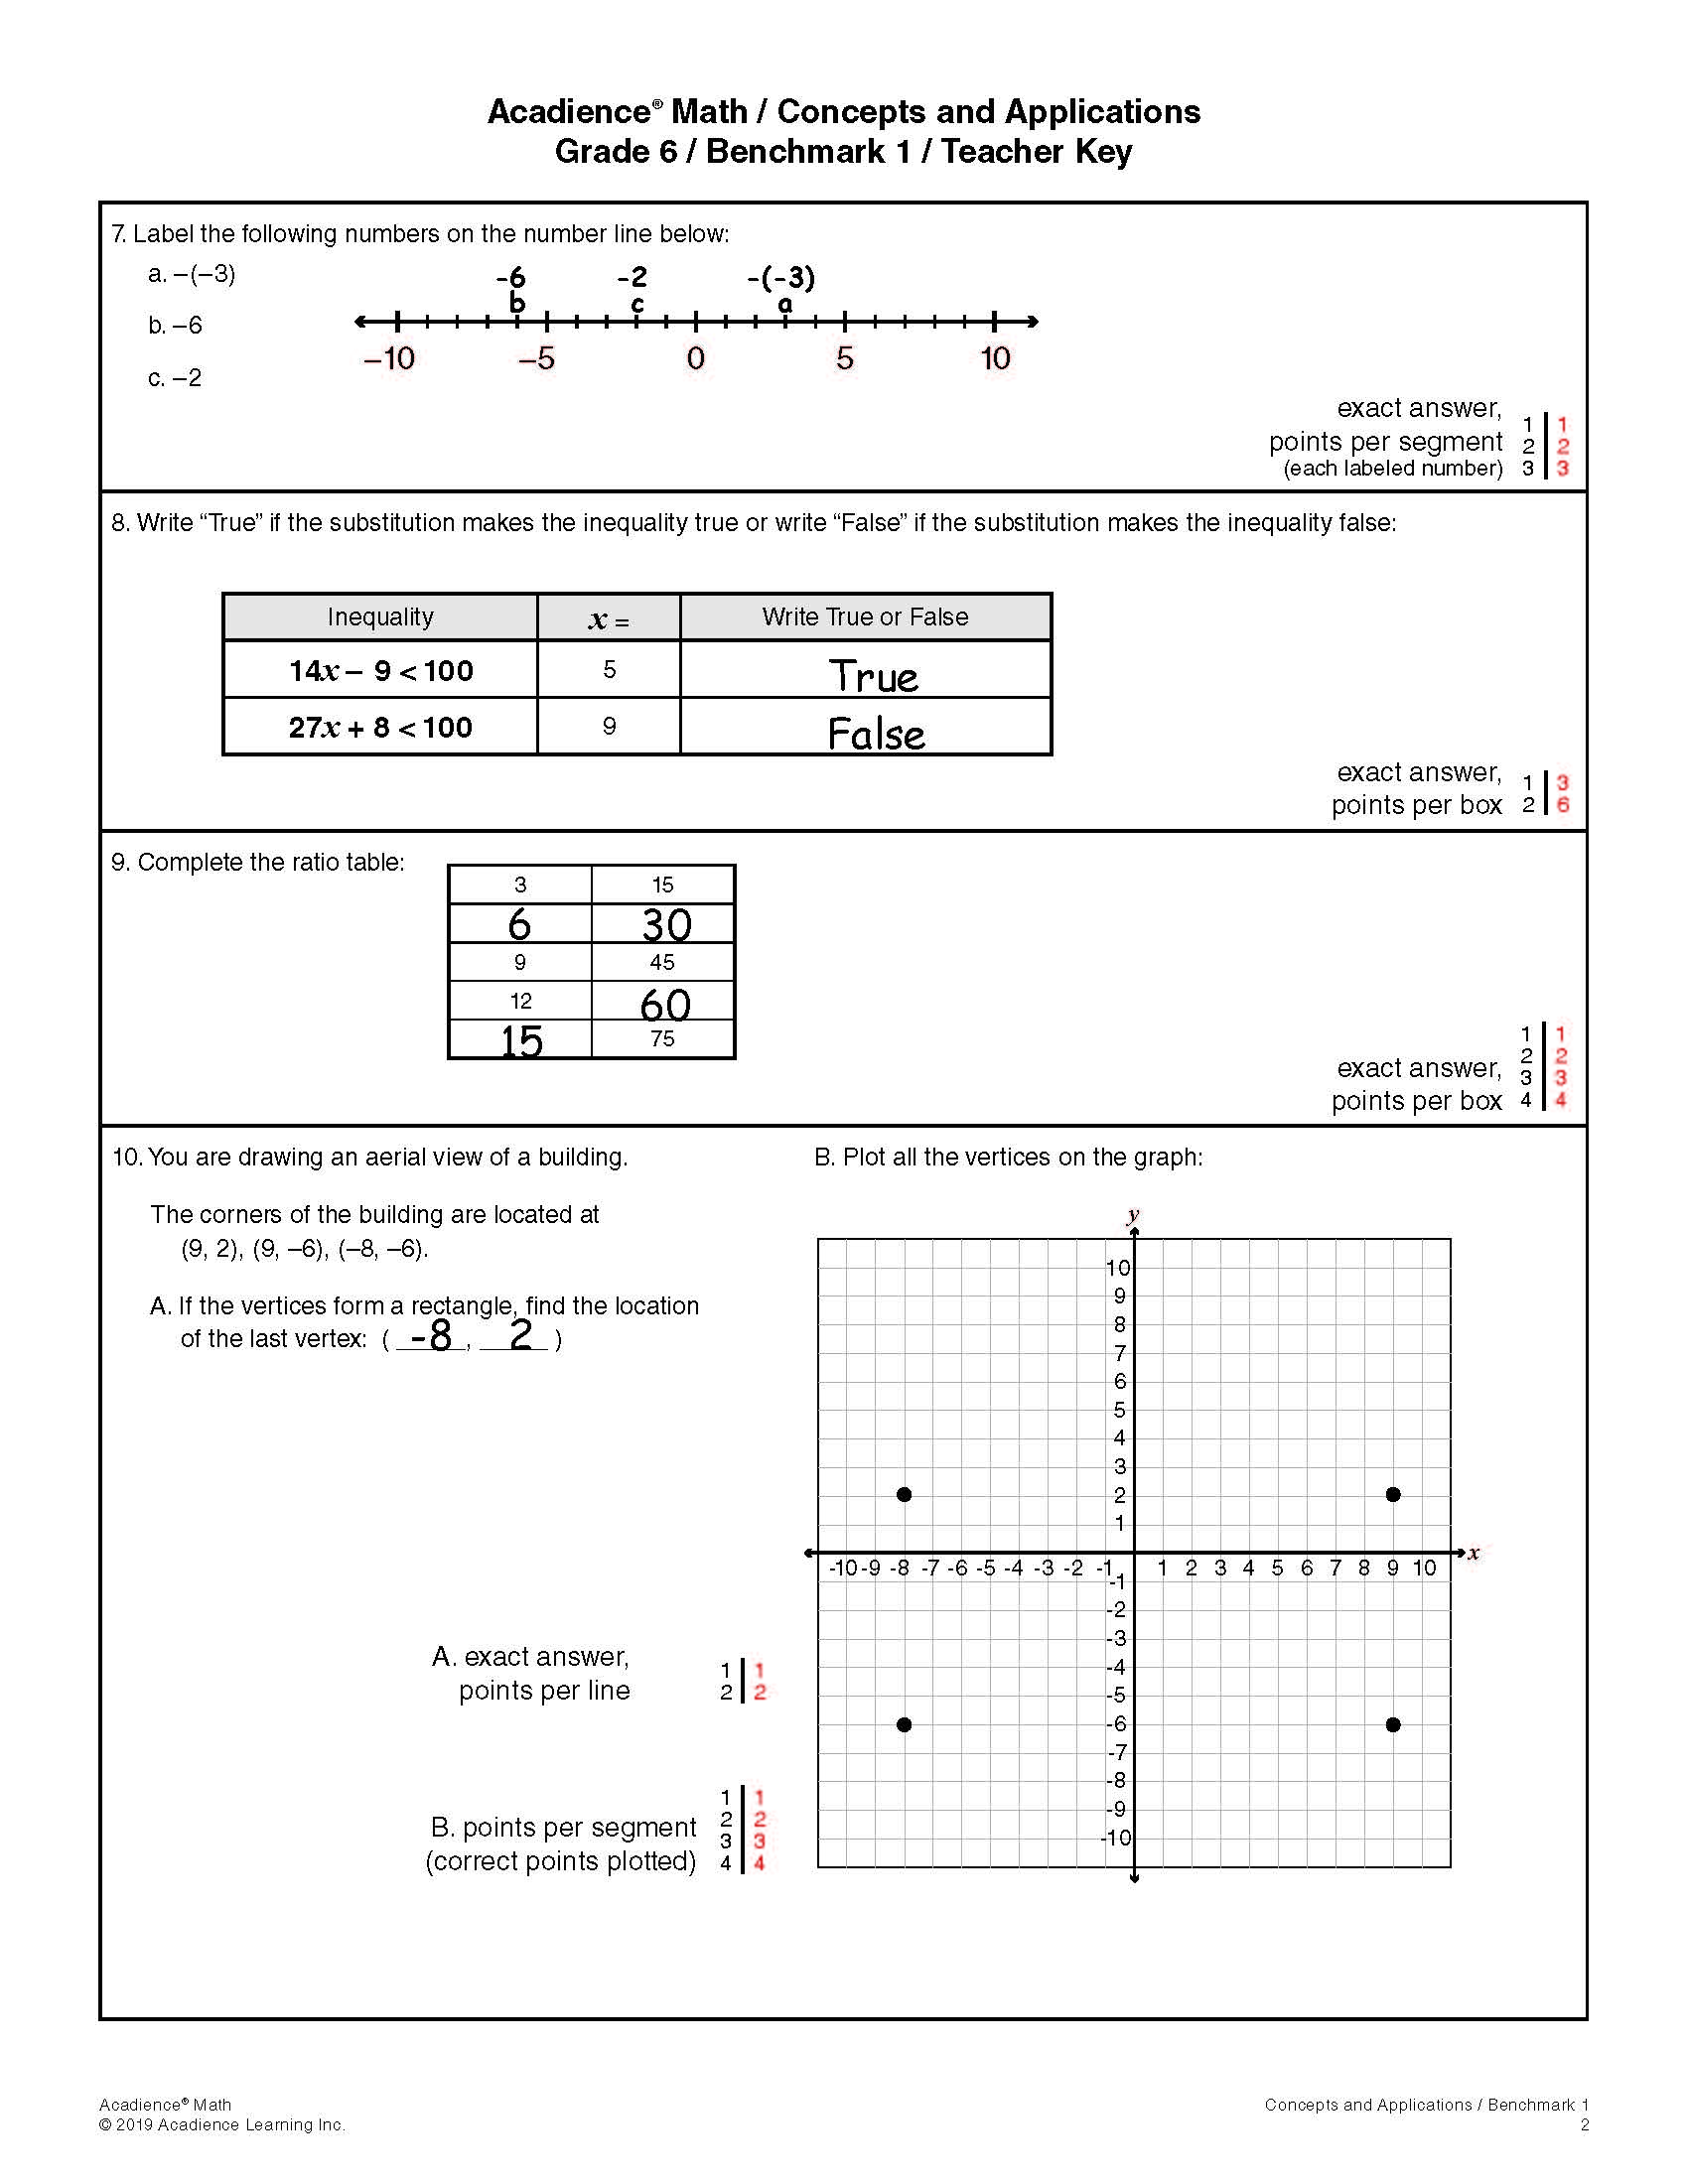 Acadience® Math / Concepts and Applications
Grade 6 / Benchmark 1 / Teacher Key
7. Label the following numbers on the number line below:
a. –(–3)
b. –6
c. –2
-6 -2 -(-3)
b c a
–10 –5 0 5 10
exact answer,
points per segment
(each labeled number)
1 1
2 2
3 3
8. Write “True” if the substitution makes the inequality true or write “False” if the substitution makes the inequality false:
Inequality x = Write True or False
14x – 9 < 100 5 True
27x + 8 < 100 9 False
exact answer,
points per box
1 3
2 6
9. Complete the ratio table:
3 15
6 30
9 45
12 60
15 75
exact answer,
points per box
1 1
2 2
3 3
4 4
10. You are drawing an aerial view of a building.
The corners of the building are located at
(9, 2), (9, –6), (–8, –6).
A. If the vertices form a rectangle, find the location
of the last vertex: ( -8 , 2 )
A. exact answer,
points per line
1 1
2 2
B. points per segment
(correct points plotted)
1 1
2 2
3 3
4 4
B. Plot all the vertices on the graph:
y
10
9
8
7
6
5
4
3
2
1
x
-10 -9 -8 -7 -6 -5 -4 -3 -2 -1 1 2 3 4 5 6 7 8 9 10
-1
-2
-3
-4
-5
-6
-7
-8
-9
-10
Acadience® Math
© 2019 Acadience Learning Inc.
Concepts and Applications / Benchmark 1
2